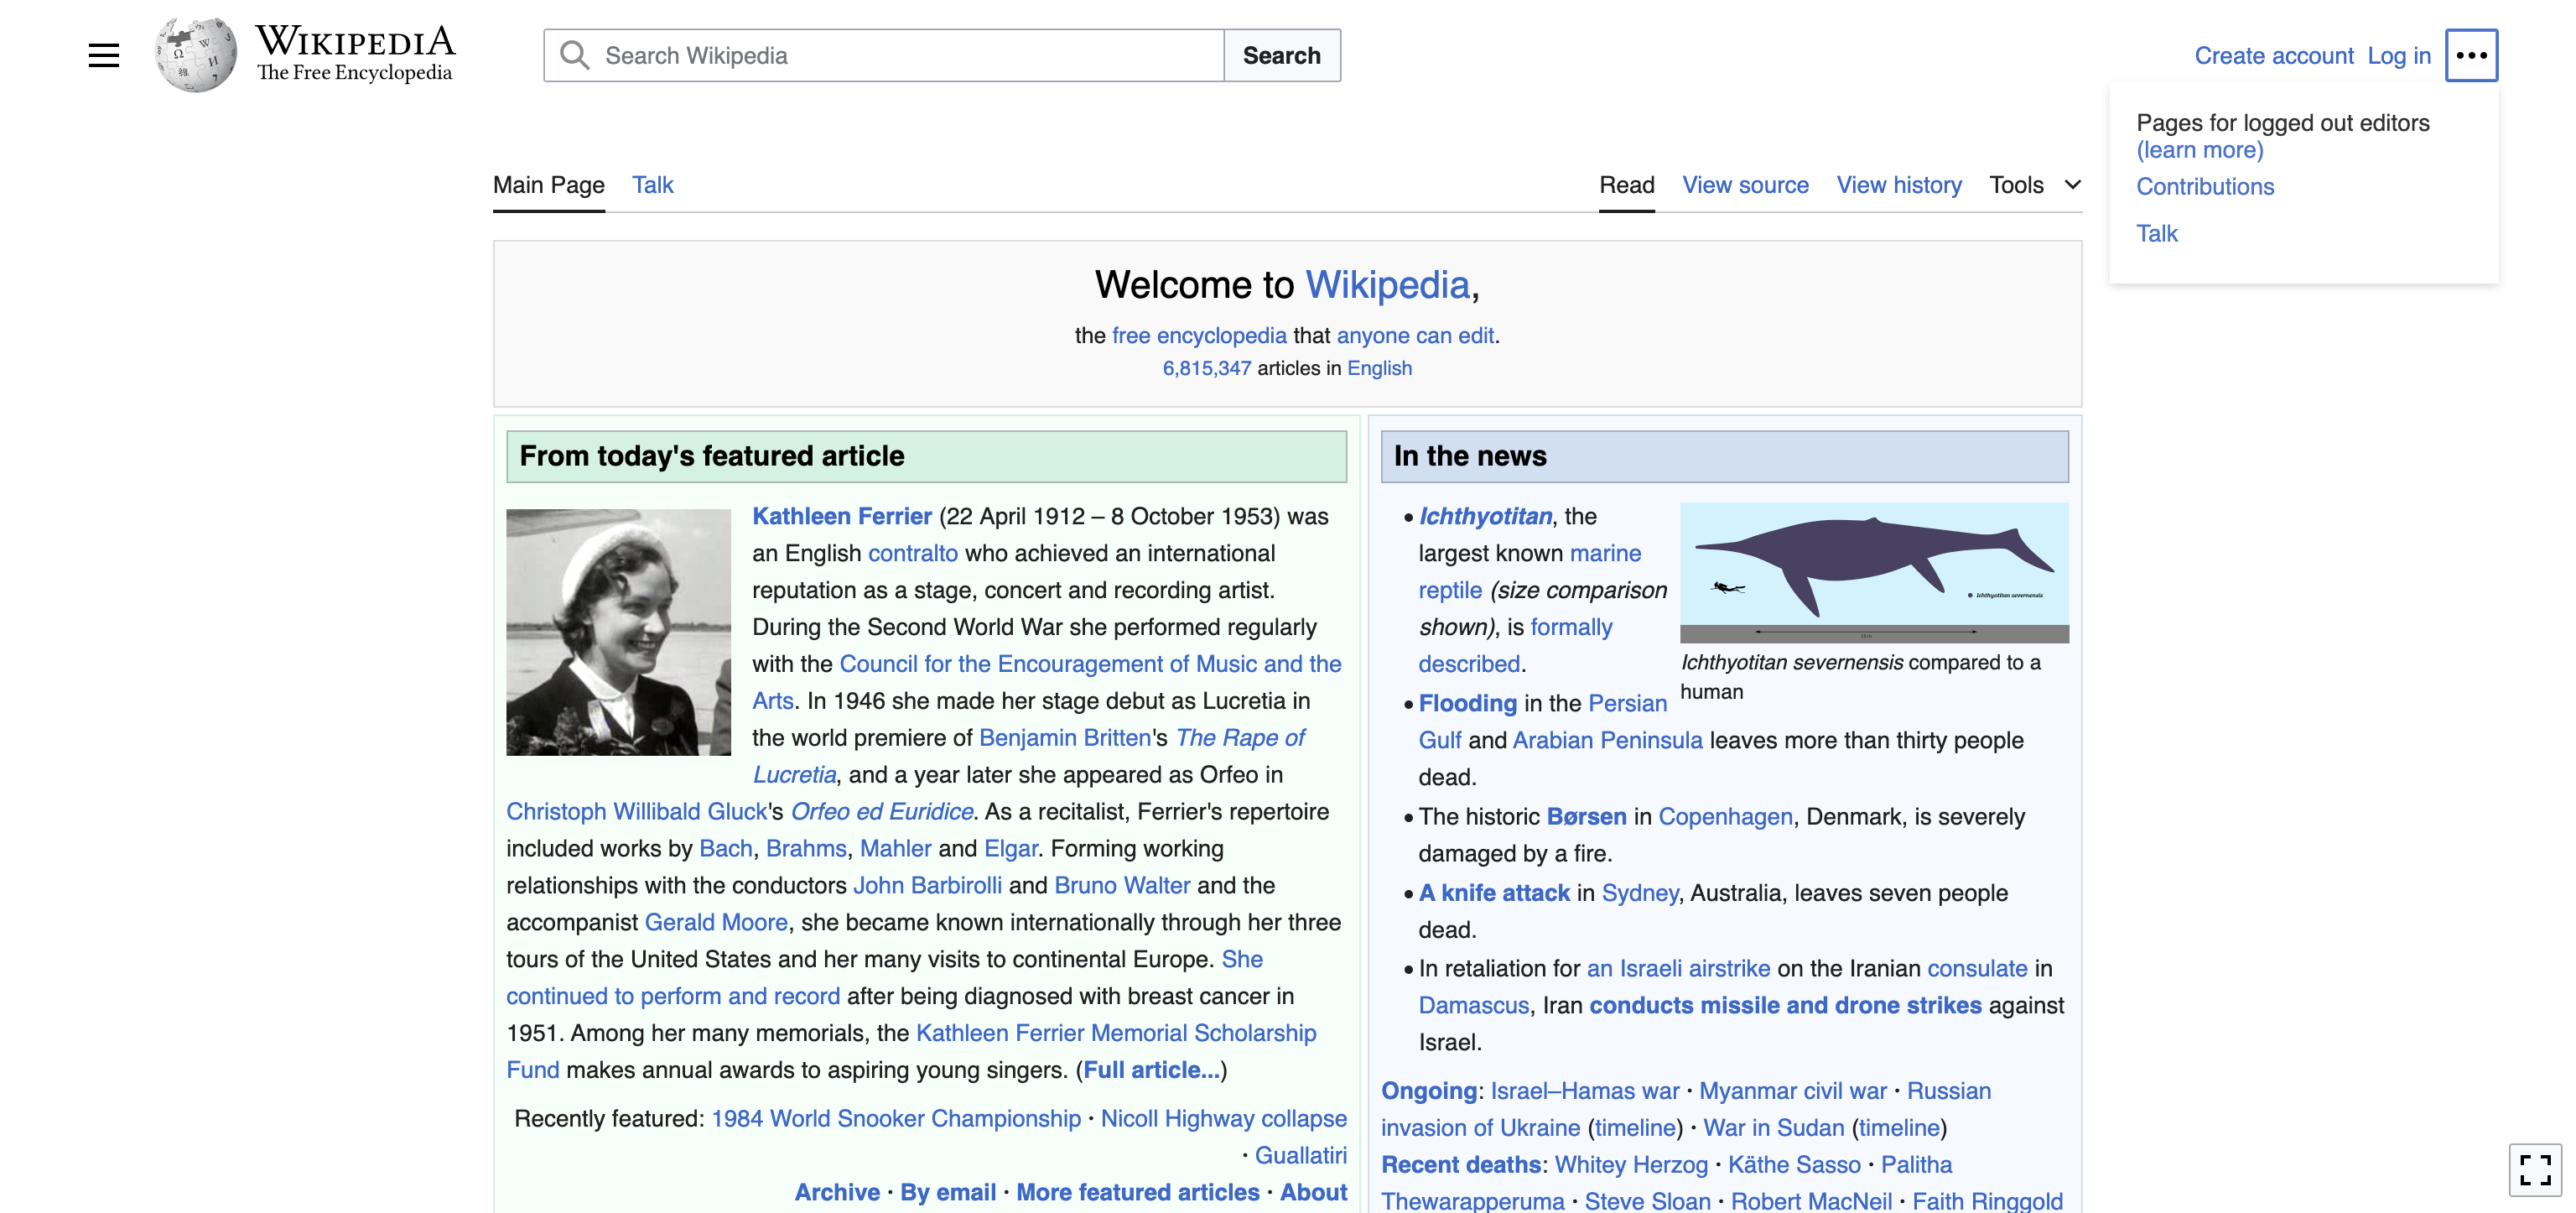 WIKIPEDIA
The Free Encyclopedia
Search Wikipedia
Search
Create account Log in
Pages for logged out editors
(learn more)
Contributions
Talk
Main Page Talk
Read View source View history Tools
Welcome to Wikipedia,
the free encyclopedia that anyone can edit.
6,815,347 articles in English
From today's featured article
Kathleen Ferrier (22 April 1912 – 8 October 1953) was
an English contralto who achieved an international
reputation as a stage, concert and recording artist.
During the Second World War she performed regularly
with the Council for the Encouragement of Music and the
Arts. In 1946 she made her stage debut as Lucretia in
the world premiere of Benjamin Britten's The Rape of
Lucretia, and a year later she appeared as Orfeo in
Christoph Willibald Gluck's Orfeo ed Euridice. As a recitalist, Ferrier's repertoire
included works by Bach, Brahms, Mahler and Elgar. Forming working
relationships with the conductors John Barbirolli and Bruno Walter and the
accompanist Gerald Moore, she became known internationally through her three
tours of the United States and her many visits to continental Europe. She
continued to perform and record after being diagnosed with breast cancer in
1951. Among her many memorials, the Kathleen Ferrier Memorial Scholarship
Fund makes annual awards to aspiring young singers. (Full article...)
Recently featured: 1984 World Snooker Championship · Nicoll Highway collapse
· Guallatiri
Archive · By email · More featured articles · About
In the news
• Ichthyotitan, the
largest known marine
reptile (size comparison
shown), is formally
described.
Ichthyotitan severnensis
15 m
Ichthyotitan severnensis compared to a
human
• Flooding in the Persian
Gulf and Arabian Peninsula leaves more than thirty people
dead.
• The historic Børsen in Copenhagen, Denmark, is severely
damaged by a fire.
• A knife attack in Sydney, Australia, leaves seven people
dead.
• In retaliation for an Israeli airstrike on the Iranian consulate in
Damascus, Iran conducts missile and drone strikes against
Israel.
Ongoing: Israel–Hamas war · Myanmar civil war · Russian
invasion of Ukraine (timeline) · War in Sudan (timeline)
Recent deaths: Whitey Herzog · Käthe Sasso · Palitha
Thewarapperuma · Steve Sloan · Robert MacNeil · Faith Ringgold